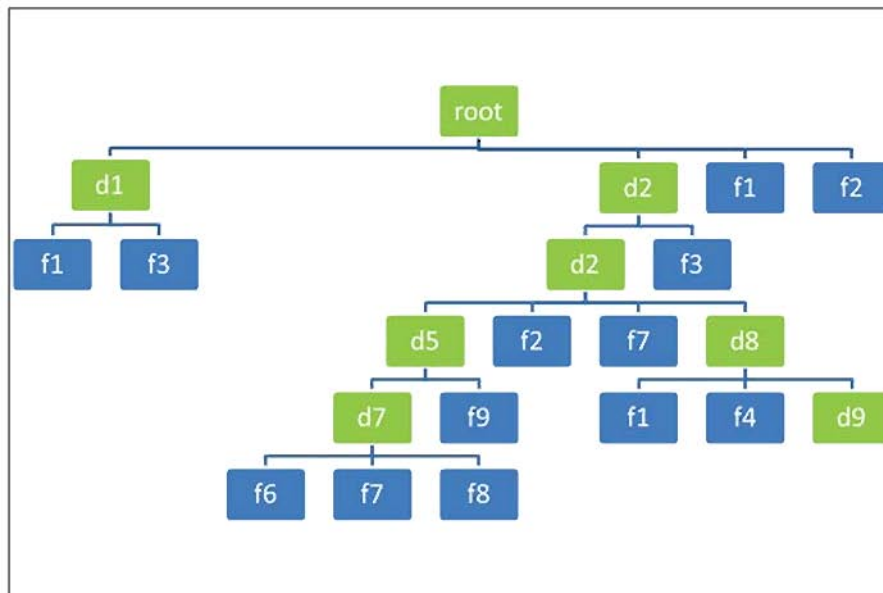 root
d1 d2 f1 f2
f1 f3 d2 f3
d5 f2 f7 d8
d7 f9 f1 f4 d9
f6 f7 f8